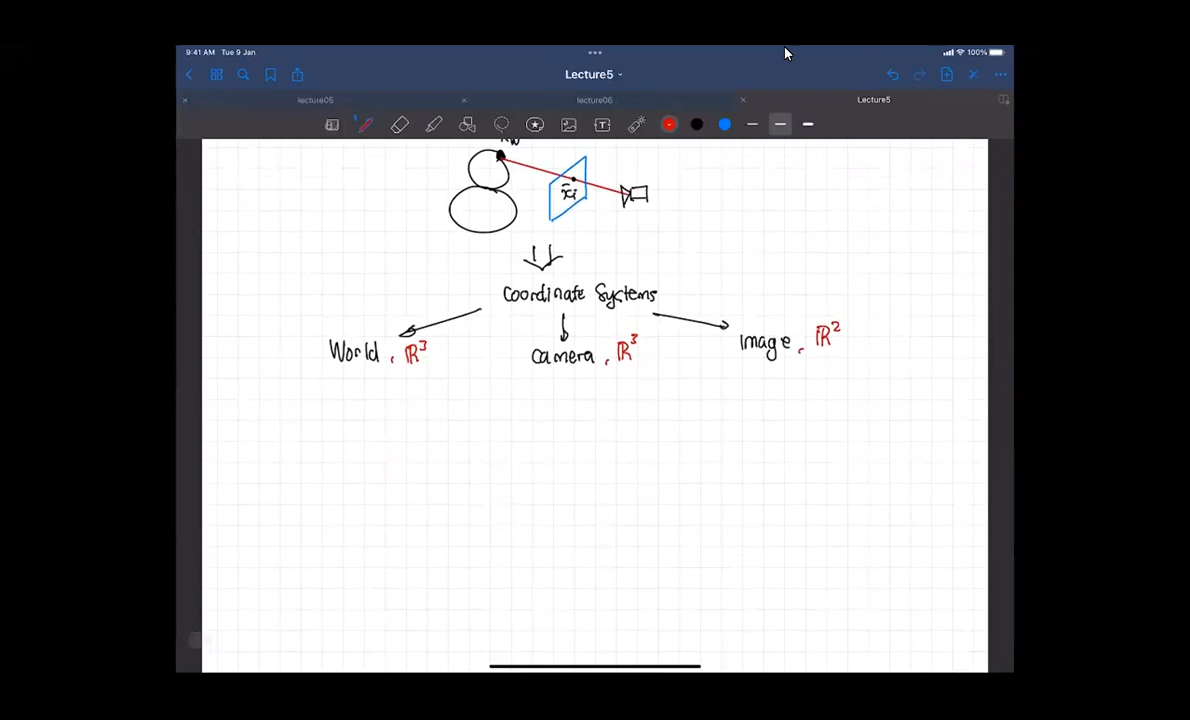 9:41 AM Tue 9 Jan
100%
Lecture5
lecture05
lecture06
Lecture5
x̄i
Coordinate Systems
World, ℝ³
Camera, ℝ³
Image, ℝ²